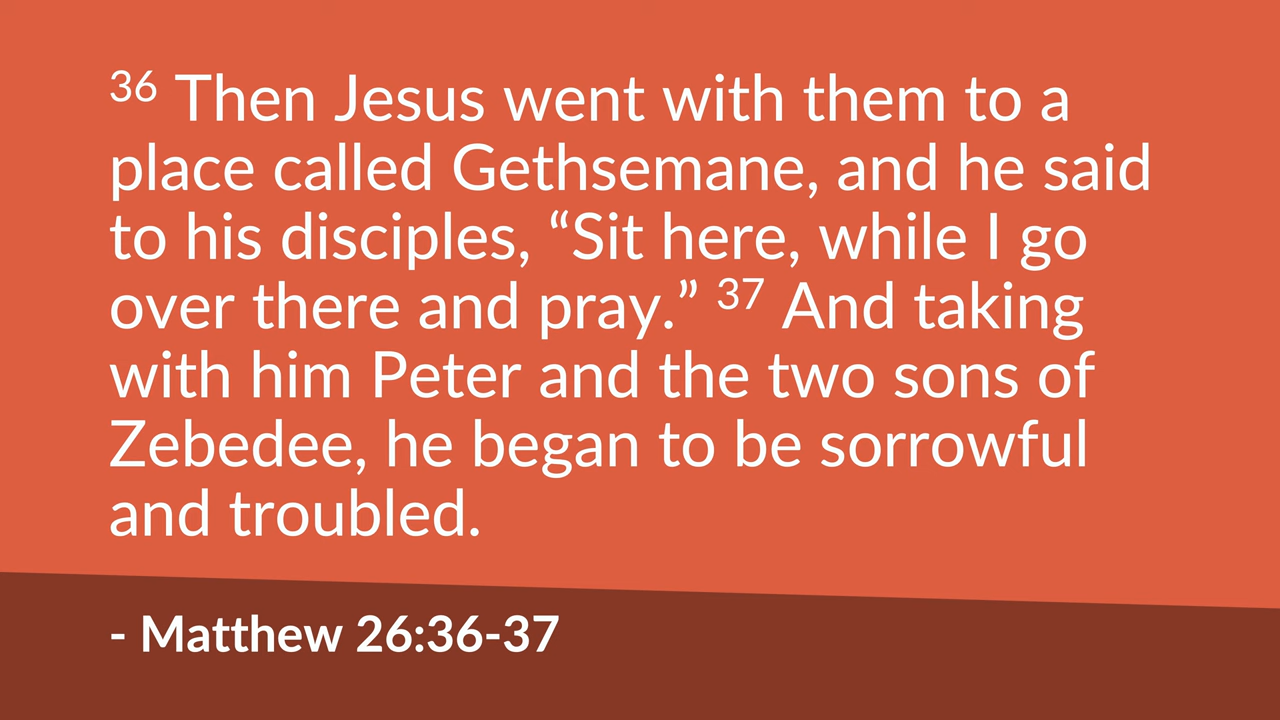 36 Then Jesus went with them to a
place called Gethsemane, and he said
to his disciples, “Sit here, while I go
over there and pray.” 37 And taking
with him Peter and the two sons of
Zebedee, he began to be sorrowful
and troubled.
- Matthew 26:36-37